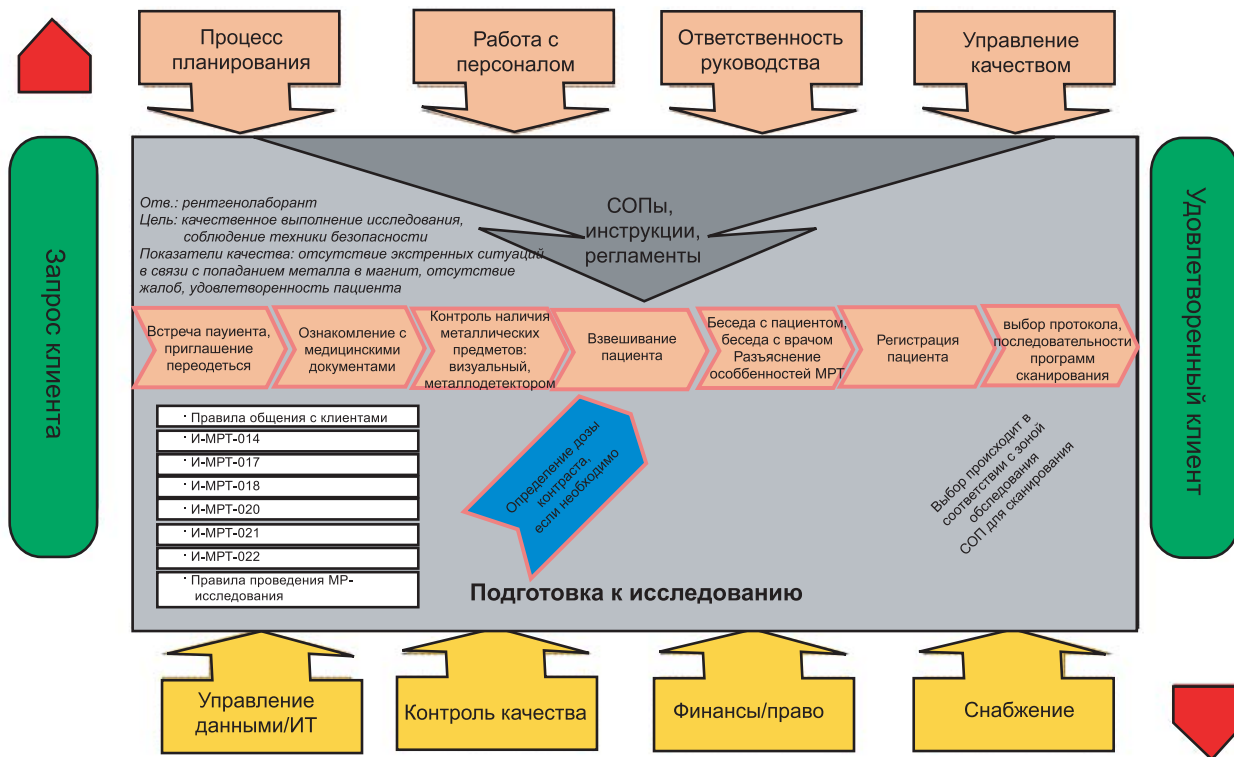 Процесс
планирования
Работа с
персоналом
Ответственность
руководства
Управление
качеством
Запрос клиента
Отв.: рентгенолаборант
Цель: качественное выполнение исследования,
соблюдение техники безопасности
Показатели качества: отсутствие экстренных ситуаций
в связи с попаданием металла в магнит, отсутствие
жалоб, удовлетворенность пациента
СОПы,
инструкции,
регламенты
Удовлетворенный клиент
Встреча пауиента,
приглашение
переодеться
Ознакомление с
медицинскими
документами
Контроль наличия
металлических
предметов:
визуальный,
металлодетектором
Взвешивание
пациента
Беседа с пациентом,
беседа с врачом
Разъяснение
особбенностей МРТ
Регистрация
пациента
выбор протокола,
последовательности
программ
сканирования
· Правила общения с клиентами
· И-МРТ-014
· И-МРТ-017
· И-МРТ-018
· И-МРТ-020
· И-МРТ-021
· И-МРТ-022
· Правила проведения МР-
исследования
Определение дозы
контраста,
если необходимо
Выбор происходит в
соответствии с зоной
обследования
СОП для сканирования
Подготовка к исследованию
Управление
данными/ИТ
Контроль качества
Финансы/право
Снабжение